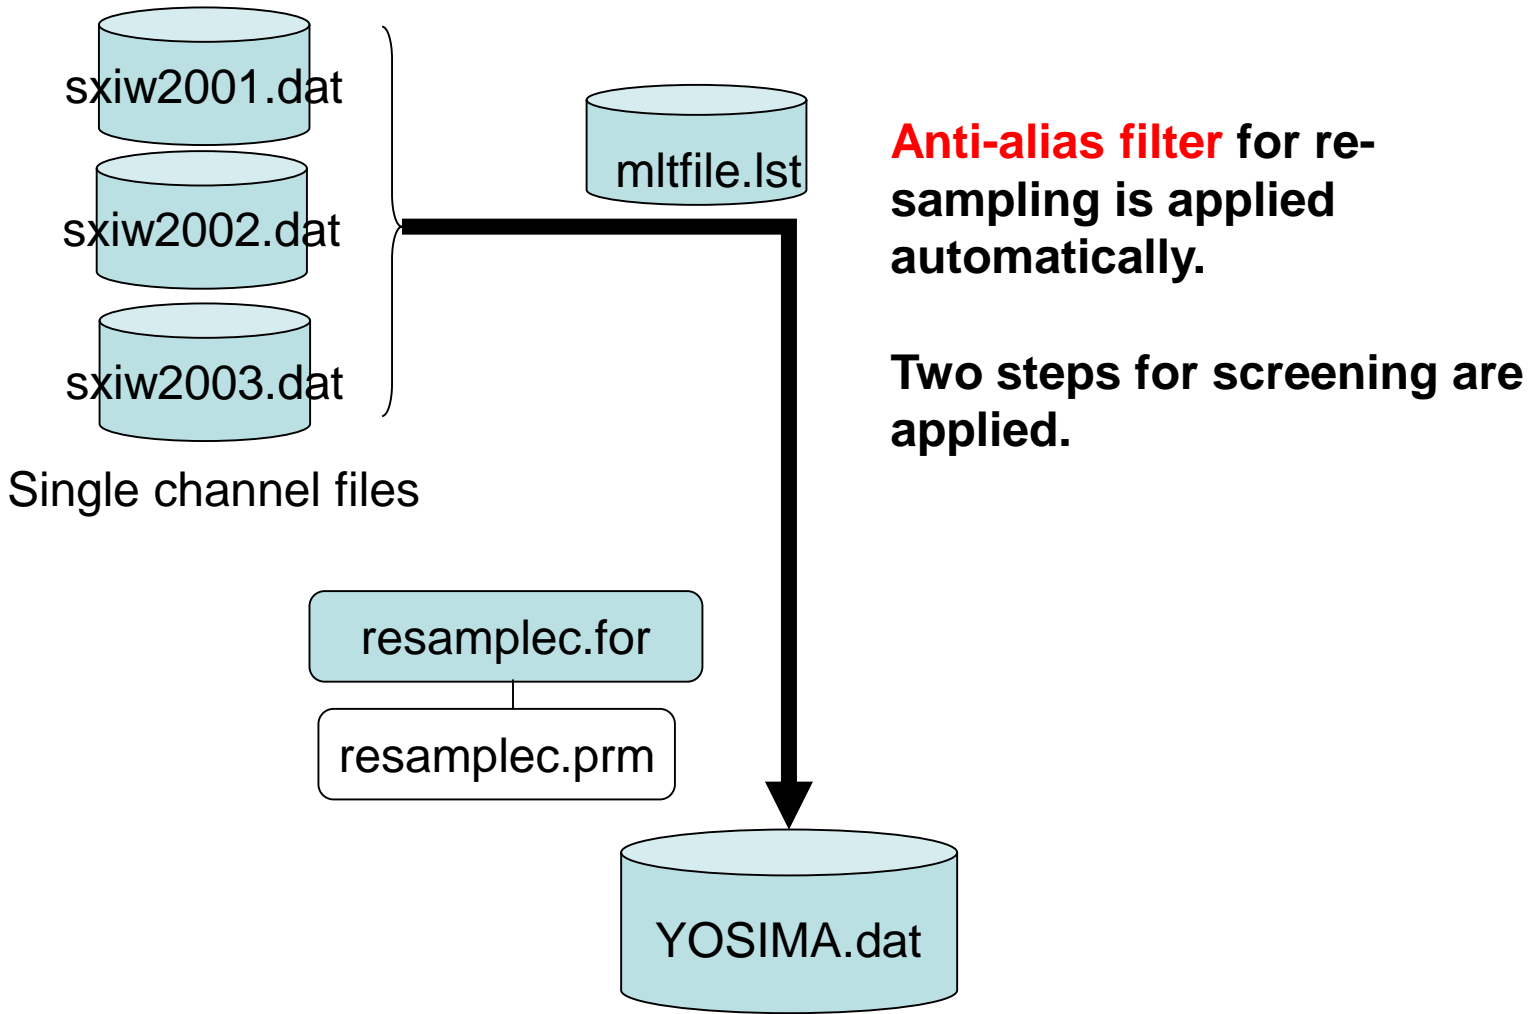 sxiw2001.dat
sxiw2002.dat
sxiw2003.dat
Single channel files
mltfile.lst
Anti-alias filter for re-
sampling is applied
automatically.
Two steps for screening are
applied.
resamplec.for
resamplec.prm
YOSIMA.dat